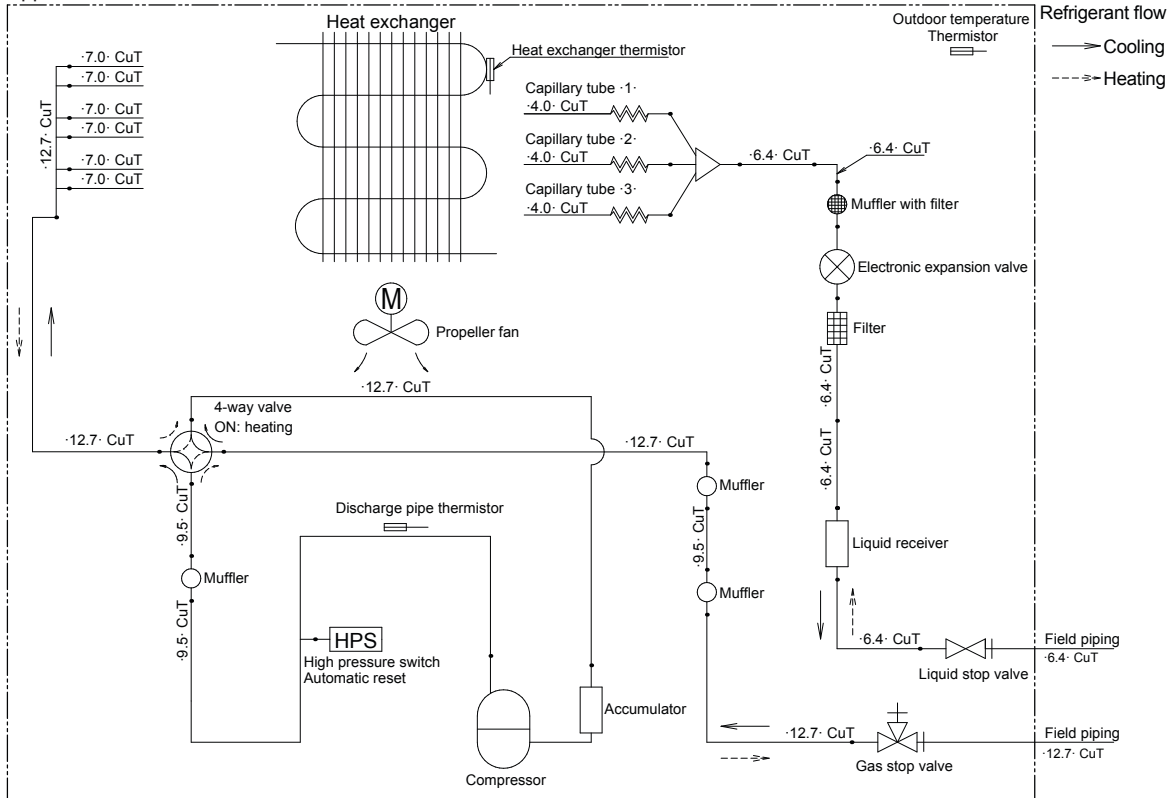 Heat exchanger
Outdoor temperature
Thermistor
Refrigerant flow
Cooling
Heating
Heat exchanger thermistor
·7.0· CuT
·7.0· CuT
·7.0· CuT
·7.0· CuT
·7.0· CuT
·7.0· CuT
·12.7· CuT
Capillary tube ·1·
·4.0· CuT
Capillary tube ·2·
·4.0· CuT
Capillary tube ·3·
·4.0· CuT
·6.4· CuT
·6.4· CuT
Muffler with filter
Electronic expansion valve
Filter
M
Propeller fan
·6.4· CuT
·12.7· CuT
4-way valve
ON: heating
·12.7· CuT
·12.7· CuT
·6.4· CuT
Muffler
·9.5· CuT
Discharge pipe thermistor
·9.5· CuT
Liquid receiver
Muffler
Muffler
·9.5· CuT
HPS
High pressure switch
Automatic reset
·6.4· CuT
Field piping
·6.4· CuT
Liquid stop valve
Accumulator
Compressor
·12.7· CuT
Gas stop valve
Field piping
·12.7· CuT